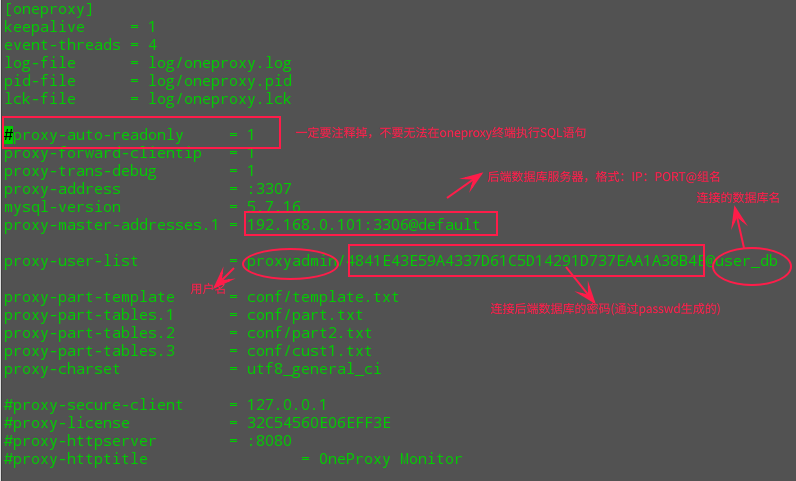 [oneproxy]
keepalive = 1
event-threads = 4
log-file = log/oneproxy.log
pid-file = log/oneproxy.pid
lck-file = log/oneproxy.lck
#proxy-auto-readonly = 1
一定要注释掉，不要无法在oneproxy终端执行SQL语句
proxy-forward-clientip = 1
proxy-trans-debug = 1
后端数据库服务器，格式：IP：PORT@组名
proxy-address = :3307
连接的数据库名
mysql-version = 5.7.16
proxy-master-addresses.1 = 192.168.0.101:3306@default
proxy-user-list = proxyadmin/4841E43E59A4337D61C5D14291D737EAA1A38B4E@user_db
用户名
proxy-part-template = conf/template.txt
连接后端数据库的密码(通过passwd生成的)
proxy-part-tables.1 = conf/part.txt
proxy-part-tables.2 = conf/part2.txt
proxy-part-tables.3 = conf/cust1.txt
proxy-charset = utf8_general_ci
#proxy-secure-client = 127.0.0.1
#proxy-license = 32C54560E06EFF3E
#proxy-httpserver = :8080
#proxy-httptitle = OneProxy Monitor